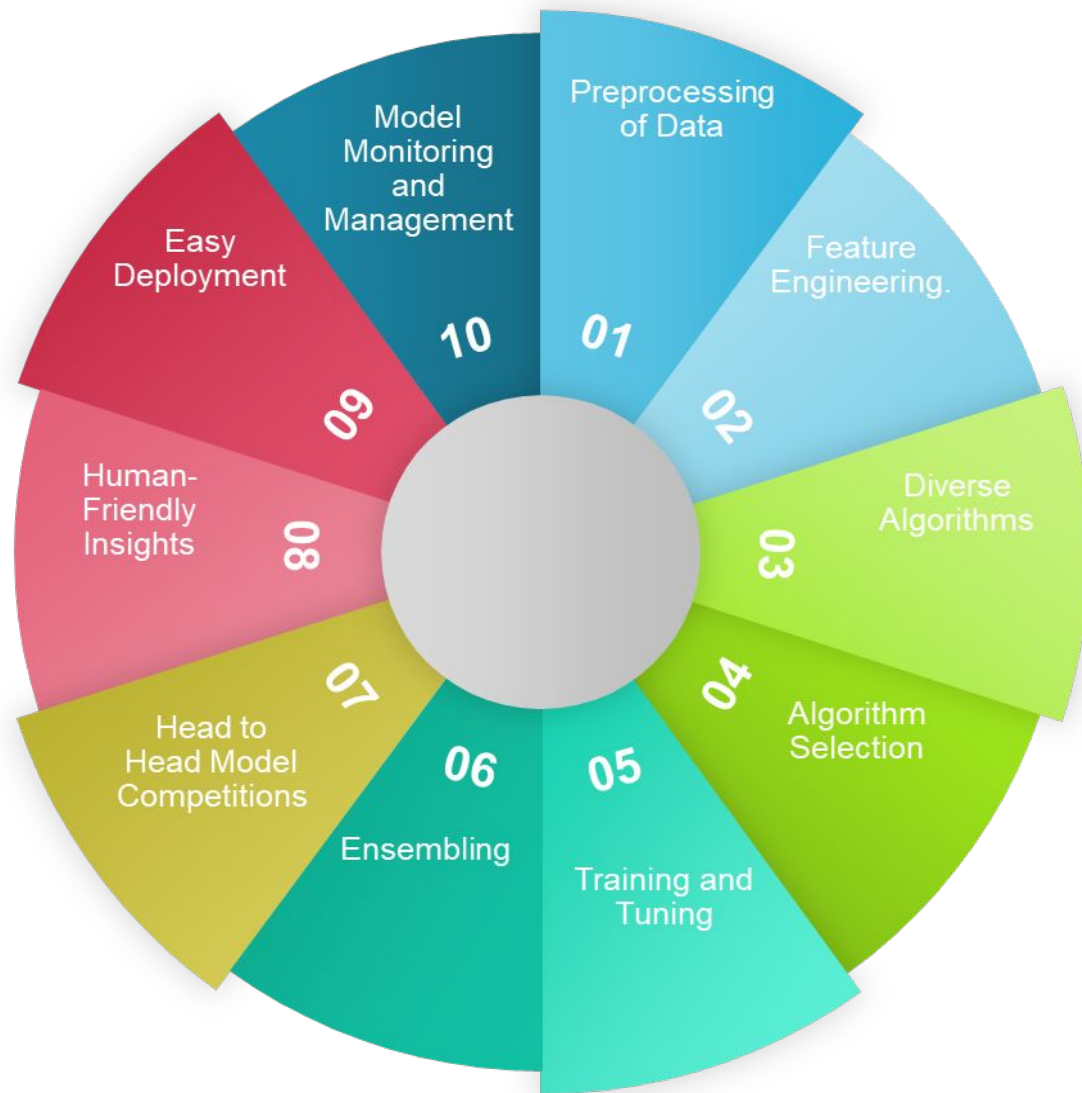 Preprocessing
of Data
01
Feature
Engineering.
02
Diverse
Algorithms
03
Algorithm
Selection
04
Training and
Tuning
05
Ensembling
06
Head to
Head Model
Competitions
07
Human-
Friendly
Insights
08
Easy
Deployment
09
Model
Monitoring
and
Management
10